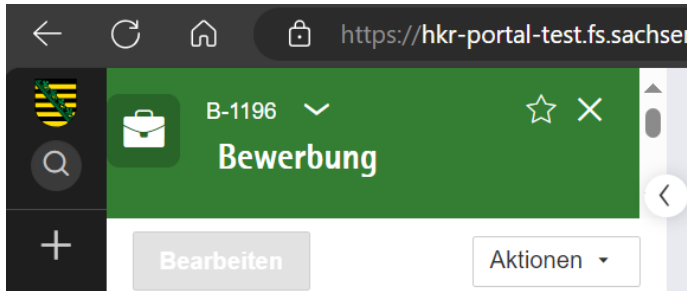 https://hkr-portal-test.fs.sachse
B-1196
Bewerbung
Bearbeiten
Aktionen